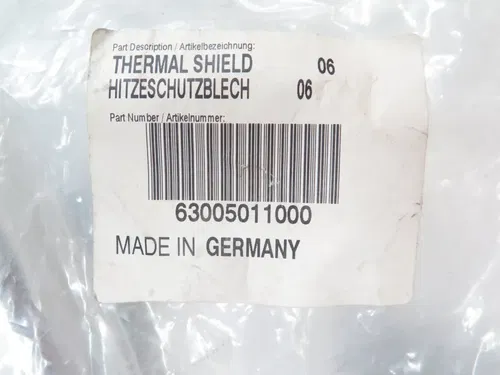 Part Description / Artikelbezeichnung:
THERMAL SHIELD 06
HITZESCHUTZBLECH 06
Part Number / Artikelnummer:
63005011000
MADE IN GERMANY